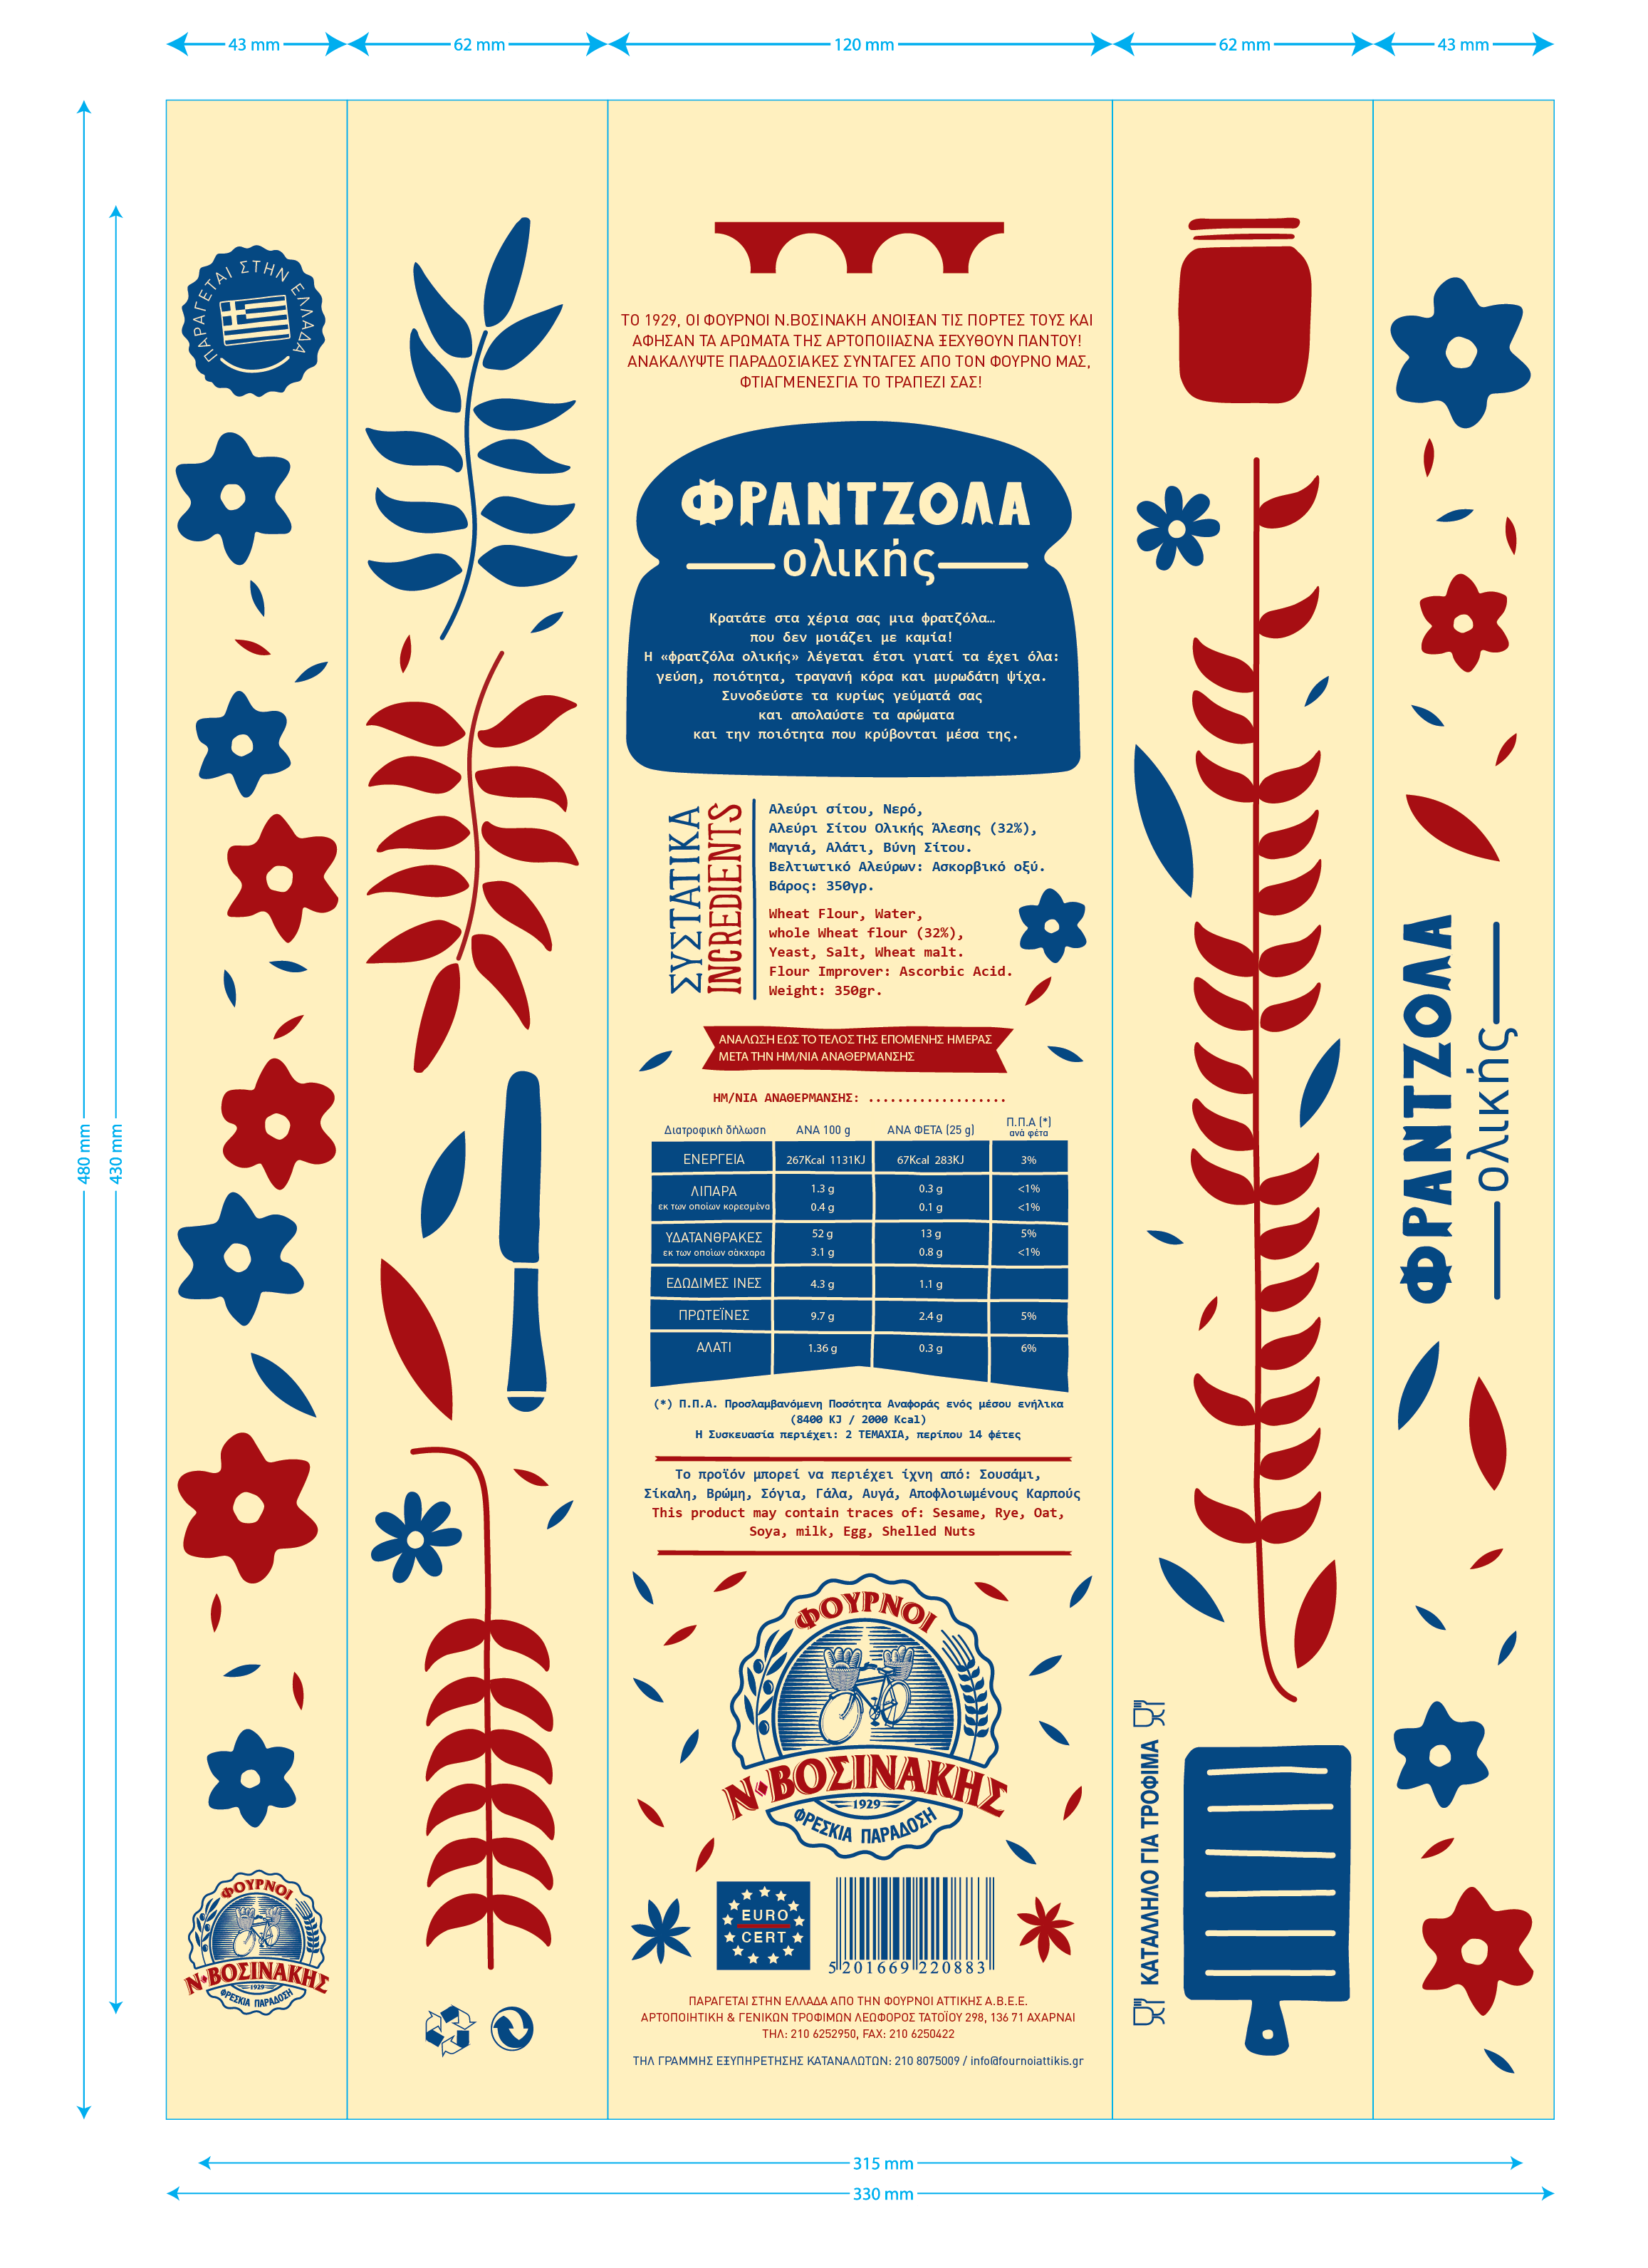 43 mm
62 mm
120 mm
62 mm
43 mm
480 mm
430 mm
ΠΑΡΑΓΕΤΑΙ ΣΤΗΝ ΕΛΛΑΔΑ
ΤΟ 1929, ΟΙ ΦΟΥΡΝΟΙ Ν.ΒΟΣΙΝΑΚΗ ΑΝΟΙΞΑΝ ΤΙΣ ΠΟΡΤΕΣ ΤΟΥΣ ΚΑΙ
ΑΦΗΣΑΝ ΤΑ ΑΡΩΜΑΤΑ ΤΗΣ ΑΡΤΟΠΟΙΙΑΣΝΑ ΞΕΧΥΘΟΥΝ ΠΑΝΤΟΥ!
ΑΝΑΚΑΛΥΨΤΕ ΠΑΡΑΔΟΣΙΑΚΕΣ ΣΥΝΤΑΓΕΣ ΑΠΟ ΤΟΝ ΦΟΥΡΝΟ ΜΑΣ,
ΦΤΙΑΓΜΕΝΕΣΓΙΑ ΤΟ ΤΡΑΠΕΖΙ ΣΑΣ!
ΦΡΑΝΤΖΟΛΑ
ολικής
Κρατάτε στα χέρια σας μια φρατζόλα…
που δεν μοιάζει με καμία!
Η «φρατζόλα ολικής» λέγεται έτσι γιατί τα έχει όλα:
γεύση, ποιότητα, τραγανή κόρα και μυρωδάτη ψίχα.
Συνοδεύστε τα κυρίως γεύματά σας
και απολαύστε τα αρώματα
και την ποιότητα που κρύβονται μέσα της.
ΣΥΣΤΑΤΙΚΑ
INCREDIENTS
Αλεύρι σίτου, Νερό,
Αλεύρι Σίτου Ολικής Άλεσης (32%),
Μαγιά, Αλάτι, Βύνη Σίτου.
Βελτιωτικό Αλεύρων: Ασκορβικό οξύ.
Βάρος: 350γρ.
Wheat Flour, Water,
whole Wheat flour (32%),
Yeast, Salt, Wheat malt.
Flour Improver: Ascorbic Acid.
Weight: 350gr.
ΑΝΑΛΩΣΗ ΕΩΣ ΤΟ ΤΕΛΟΣ ΤΗΣ ΕΠΟΜΕΝΗΣ ΗΜΕΡΑΣ
ΜΕΤΑ ΤΗΝ ΗΜ/ΝΙΑ ΑΝΑΘΕΡΜΑΝΣΗΣ
ΗΜ/ΝΙΑ ΑΝΑΘΕΡΜΑΝΣΗΣ: ...................
Διατροφική δήλωση ΑΝΑ 100 g ΑΝΑ ΦΕΤΑ (25 g) Π.Π.Α (*)
ανά φέτα
ΕΝΕΡΓΕΙΑ 267Kcal 1131KJ 67Kcal 283KJ 3%
ΛΙΠΑΡΑ 1.3 g 0.3 g <1%
εκ των οποίων κορεσμένα 0.4 g 0.1 g <1%
ΥΔΑΤΑΝΘΡΑΚΕΣ 52 g 13 g 5%
εκ των οποίων σάκχαρα 3.1 g 0.8 g <1%
ΕΔΩΔΙΜΕΣ ΙΝΕΣ 4.3 g 1.1 g
ΠΡΩΤΕΪΝΕΣ 9.7 g 2.4 g 5%
ΑΛΑΤΙ 1.36 g 0.3 g 6%
(*) Π.Π.Α. Προσλαμβανόμενη Ποσότητα Αναφοράς ενός μέσου ενήλικα
(8400 KJ / 2000 Kcal)
Η Συσκευασία περιέχει: 2 ΤΕΜΑΧΙΑ, περίπου 14 φέτες
Το προϊόν μπορεί να περιέχει ίχνη από: Σουσάμι,
Σίκαλη, Βρώμη, Σόγια, Γάλα, Αυγά, Αποφλοιωμένους Καρπούς
This product may contain traces of: Sesame, Rye, Oat,
Soya, milk, Egg, Shelled Nuts
ΦΟΥΡΝΟΙ
Ν·ΒΟΣΙΝΑΚΗΣ
1929
ΦΡΕΣΚΙΑ ΠΑΡΑΔΟΣΗ
EURO
CERT
5 201669 220883
ΠΑΡΑΓΕΤΑΙ ΣΤΗΝ ΕΛΛΑΔΑ ΑΠΟ ΤΗΝ ΦΟΥΡΝΟΙ ΑΤΤΙΚΗΣ Α.Β.Ε.Ε.
ΑΡΤΟΠΟΙΗΤΙΚΗ & ΓΕΝΙΚΩΝ ΤΡΟΦΙΜΩΝ ΛΕΩΦΟΡΟΣ ΤΑΤΟΪΟΥ 298, 136 71 ΑΧΑΡΝΑΙ
ΤΗΛ: 210 6252950, FAX: 210 6250422
ΤΗΛ ΓΡΑΜΜΗΣ ΕΞΥΠΗΡΕΤΗΣΗΣ ΚΑΤΑΝΑΛΩΤΩΝ: 210 8075009 / info@fournoiattikis.gr
ΦΟΥΡΝΟΙ
Ν·ΒΟΣΙΝΑΚΗΣ
1929
ΦΡΕΣΚΙΑ ΠΑΡΑΔΟΣΗ
ΚΑΤΑΛΛΗΛΟ ΓΙΑ ΤΡΟΦΙΜΑ
ΦΡΑΝΤΖΟΛΑ
ολικής
315 mm
330 mm